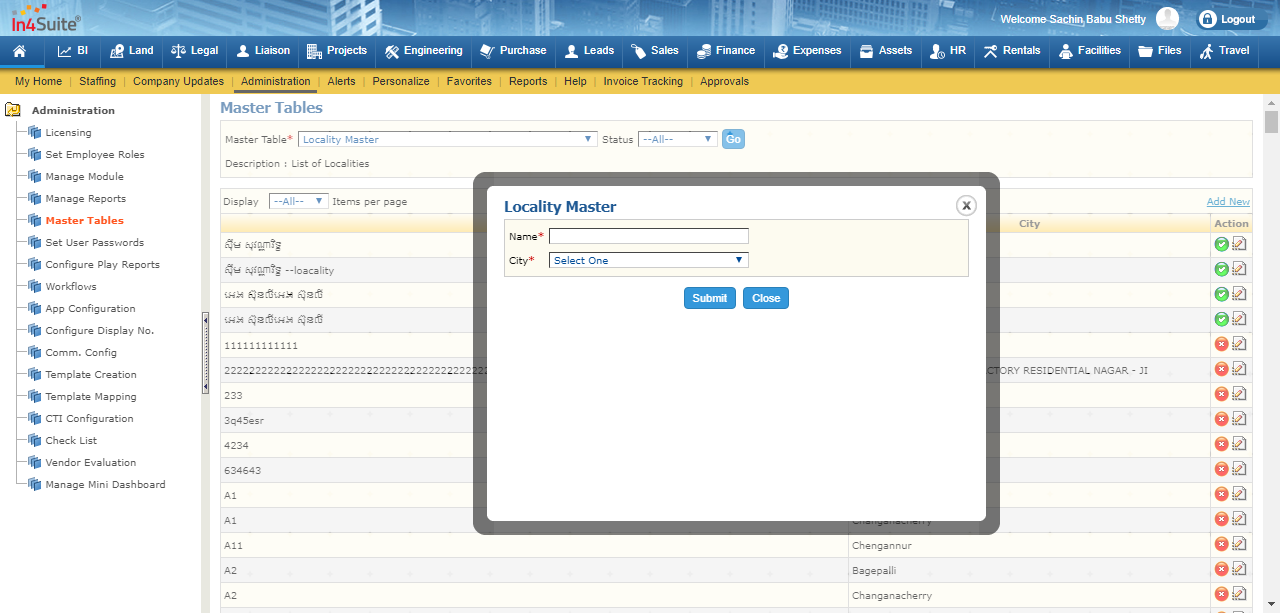 In4Suite®
Welcome Sachin Babu Shetty
Logout
BI
Land
Legal
Liaison
Projects
Engineering
Purchase
Leads
Sales
Finance
Expenses
Assets
HR
Rentals
Facilities
Files
Travel
My Home | Staffing | Company Updates | Administration | Alerts | Personalize | Favorites | Reports | Help | Invoice Tracking | Approvals
Administration
Licensing
Set Employee Roles
Manage Module
Manage Reports
Master Tables
Set User Passwords
Configure Play Reports
Workflows
App Configuration
Configure Display No.
Comm. Config
Template Creation
Template Mapping
CTI Configuration
Check List
Vendor Evaluation
Manage Mini Dashboard
Master Tables
Master Table* Locality Master Status --All-- Go
Description : List of Localities
Display --All-- Items per page
Add New
City Action
ស៊ឹម សុវណ្ណារិទ្ធ
ស៊ឹម សុវណ្ណារិទ្ធ --loacality
អេង ស៊ុនលីអេង ស៊ុនលី
អេង ស៊ុនលីអេង ស៊ុនលី
111111111111
CTORY RESIDENTIAL NAGAR - JI
233
3q45esr
4234
634643
A1
A1 Changanacherry
A11 Chengannur
A2 Bagepalli
A2 Changanacherry
Locality Master
Name*
City* Select One
Submit Close